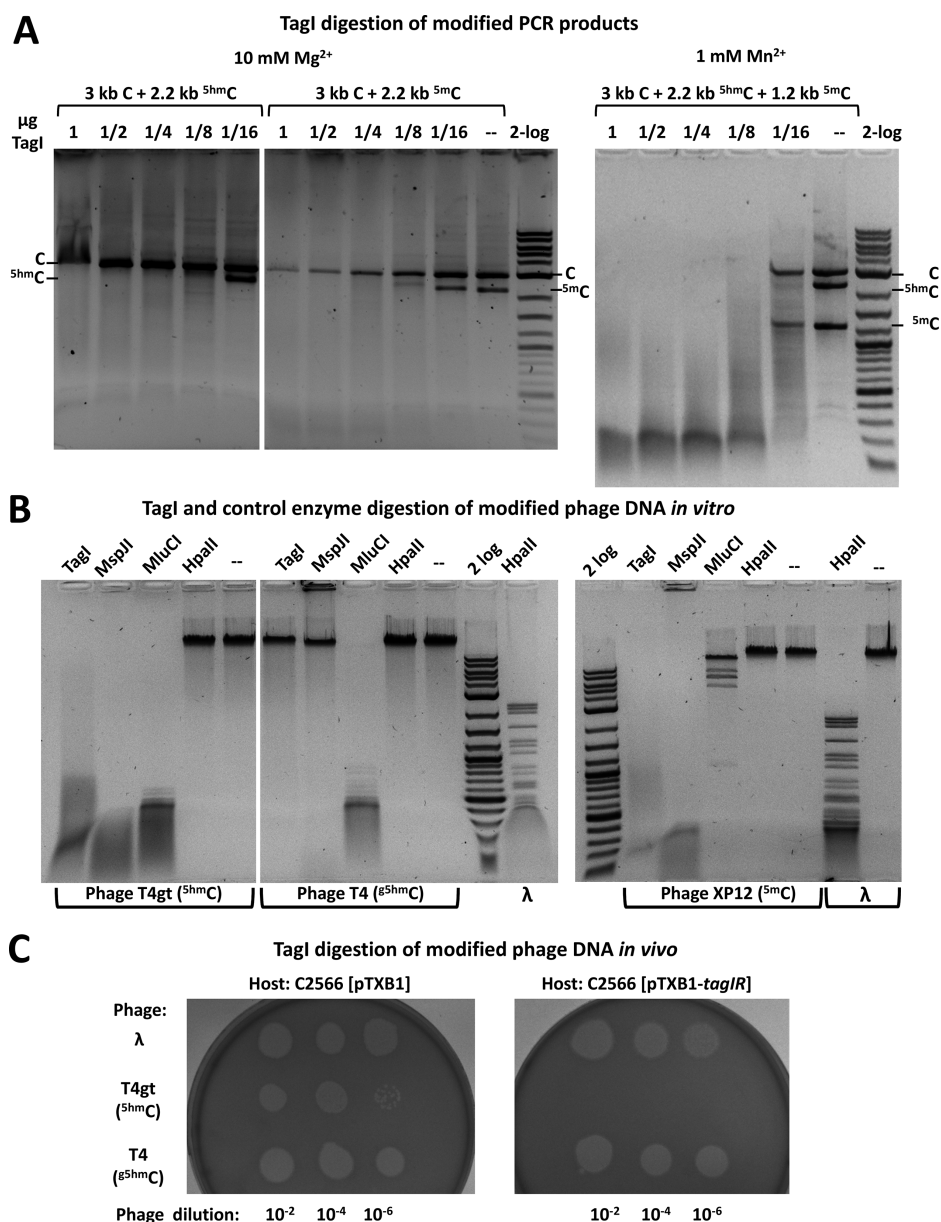 A
TagI digestion of modified PCR products
10 mM Mg2+
1 mM Mn2+
3 kb C + 2.2 kb 5hmC
3 kb C + 2.2 kb 5mC
3 kb C + 2.2 kb 5hmC + 1.2 kb 5mC
µg
TagI
1 1/2 1/4 1/8 1/16
1 1/2 1/4 1/8 1/16 -- 2-log
1 1/2 1/4 1/8 1/16 -- 2-log
C
5hmC
C
5mC
C
5hmC
5mC
B
TagI and control enzyme digestion of modified phage DNA in vitro
TagI MspJI MluCI HpaII --
TagI MspJI MluCI HpaII -- 2 log HpaII
2 log TagI MspJI MluCI HpaII -- HpaII --
Phage T4gt (5hmC)
Phage T4 (g5hmC)
λ
Phage XP12 (5mC)
λ
C
TagI digestion of modified phage DNA in vivo
Host: C2566 [pTXB1]
Host: C2566 [pTXB1-tagIR]
Phage:
λ
T4gt
(5hmC)
T4
(g5hmC)
Phage dilution: 10-2 10-4 10-6
10-2 10-4 10-6